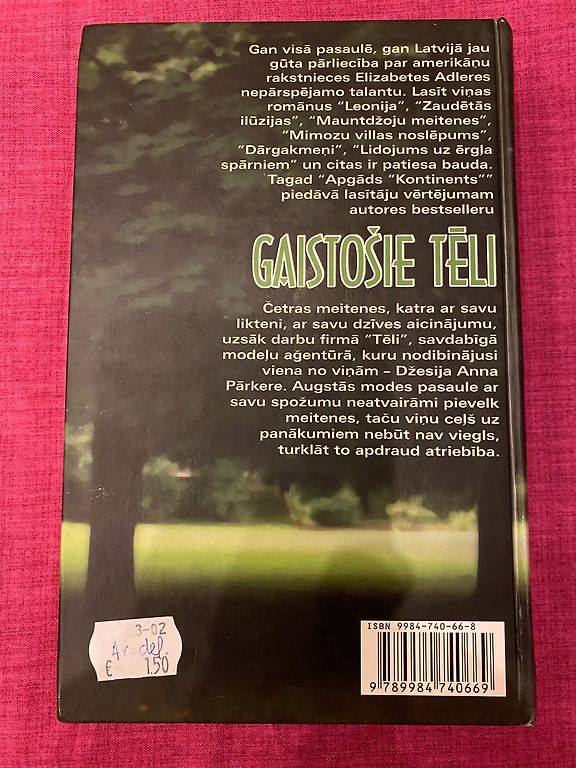 Gan visā pasaulē, gan Latvijā jau
gūta pārliecība par amerikāņu
rakstnieces Elizabetes Adleres
nepārspējamo talantu. Lasīt viņas
romānus “Leonija”, “Zaudētās
ilūzijas”, “Mauntdžoju meitenes”,
“Mimozu villas noslēpums”,
“Dārgakmeņi”, “Lidojums uz ērgļa
spārniem” un citas ir patiesa bauda.
Tagad “Apgāds “Kontinents””
piedāvā lasītāju vērtējumam
autores bestselleru
GAISTOŠIE TĒLI
Četras meitenes, katra ar savu
likteni, ar savu dzīves aicinājumu,
uzsāk darbu firmā “Tēli”, savdabīgā
modeļu aģentūrā, kuru nodibinājusi
viena no viņām – Džesija Anna
Pārkere. Augstās modes pasaule ar
savu spožumu neatvairāmi pievelk
meitenes, taču viņu ceļš uz
panākumiem nebūt nav viegls,
turklāt to apdraud atriebība.
3-02
def.
€ 1.50
ISBN 9984-740-66-8
9 789984 740669